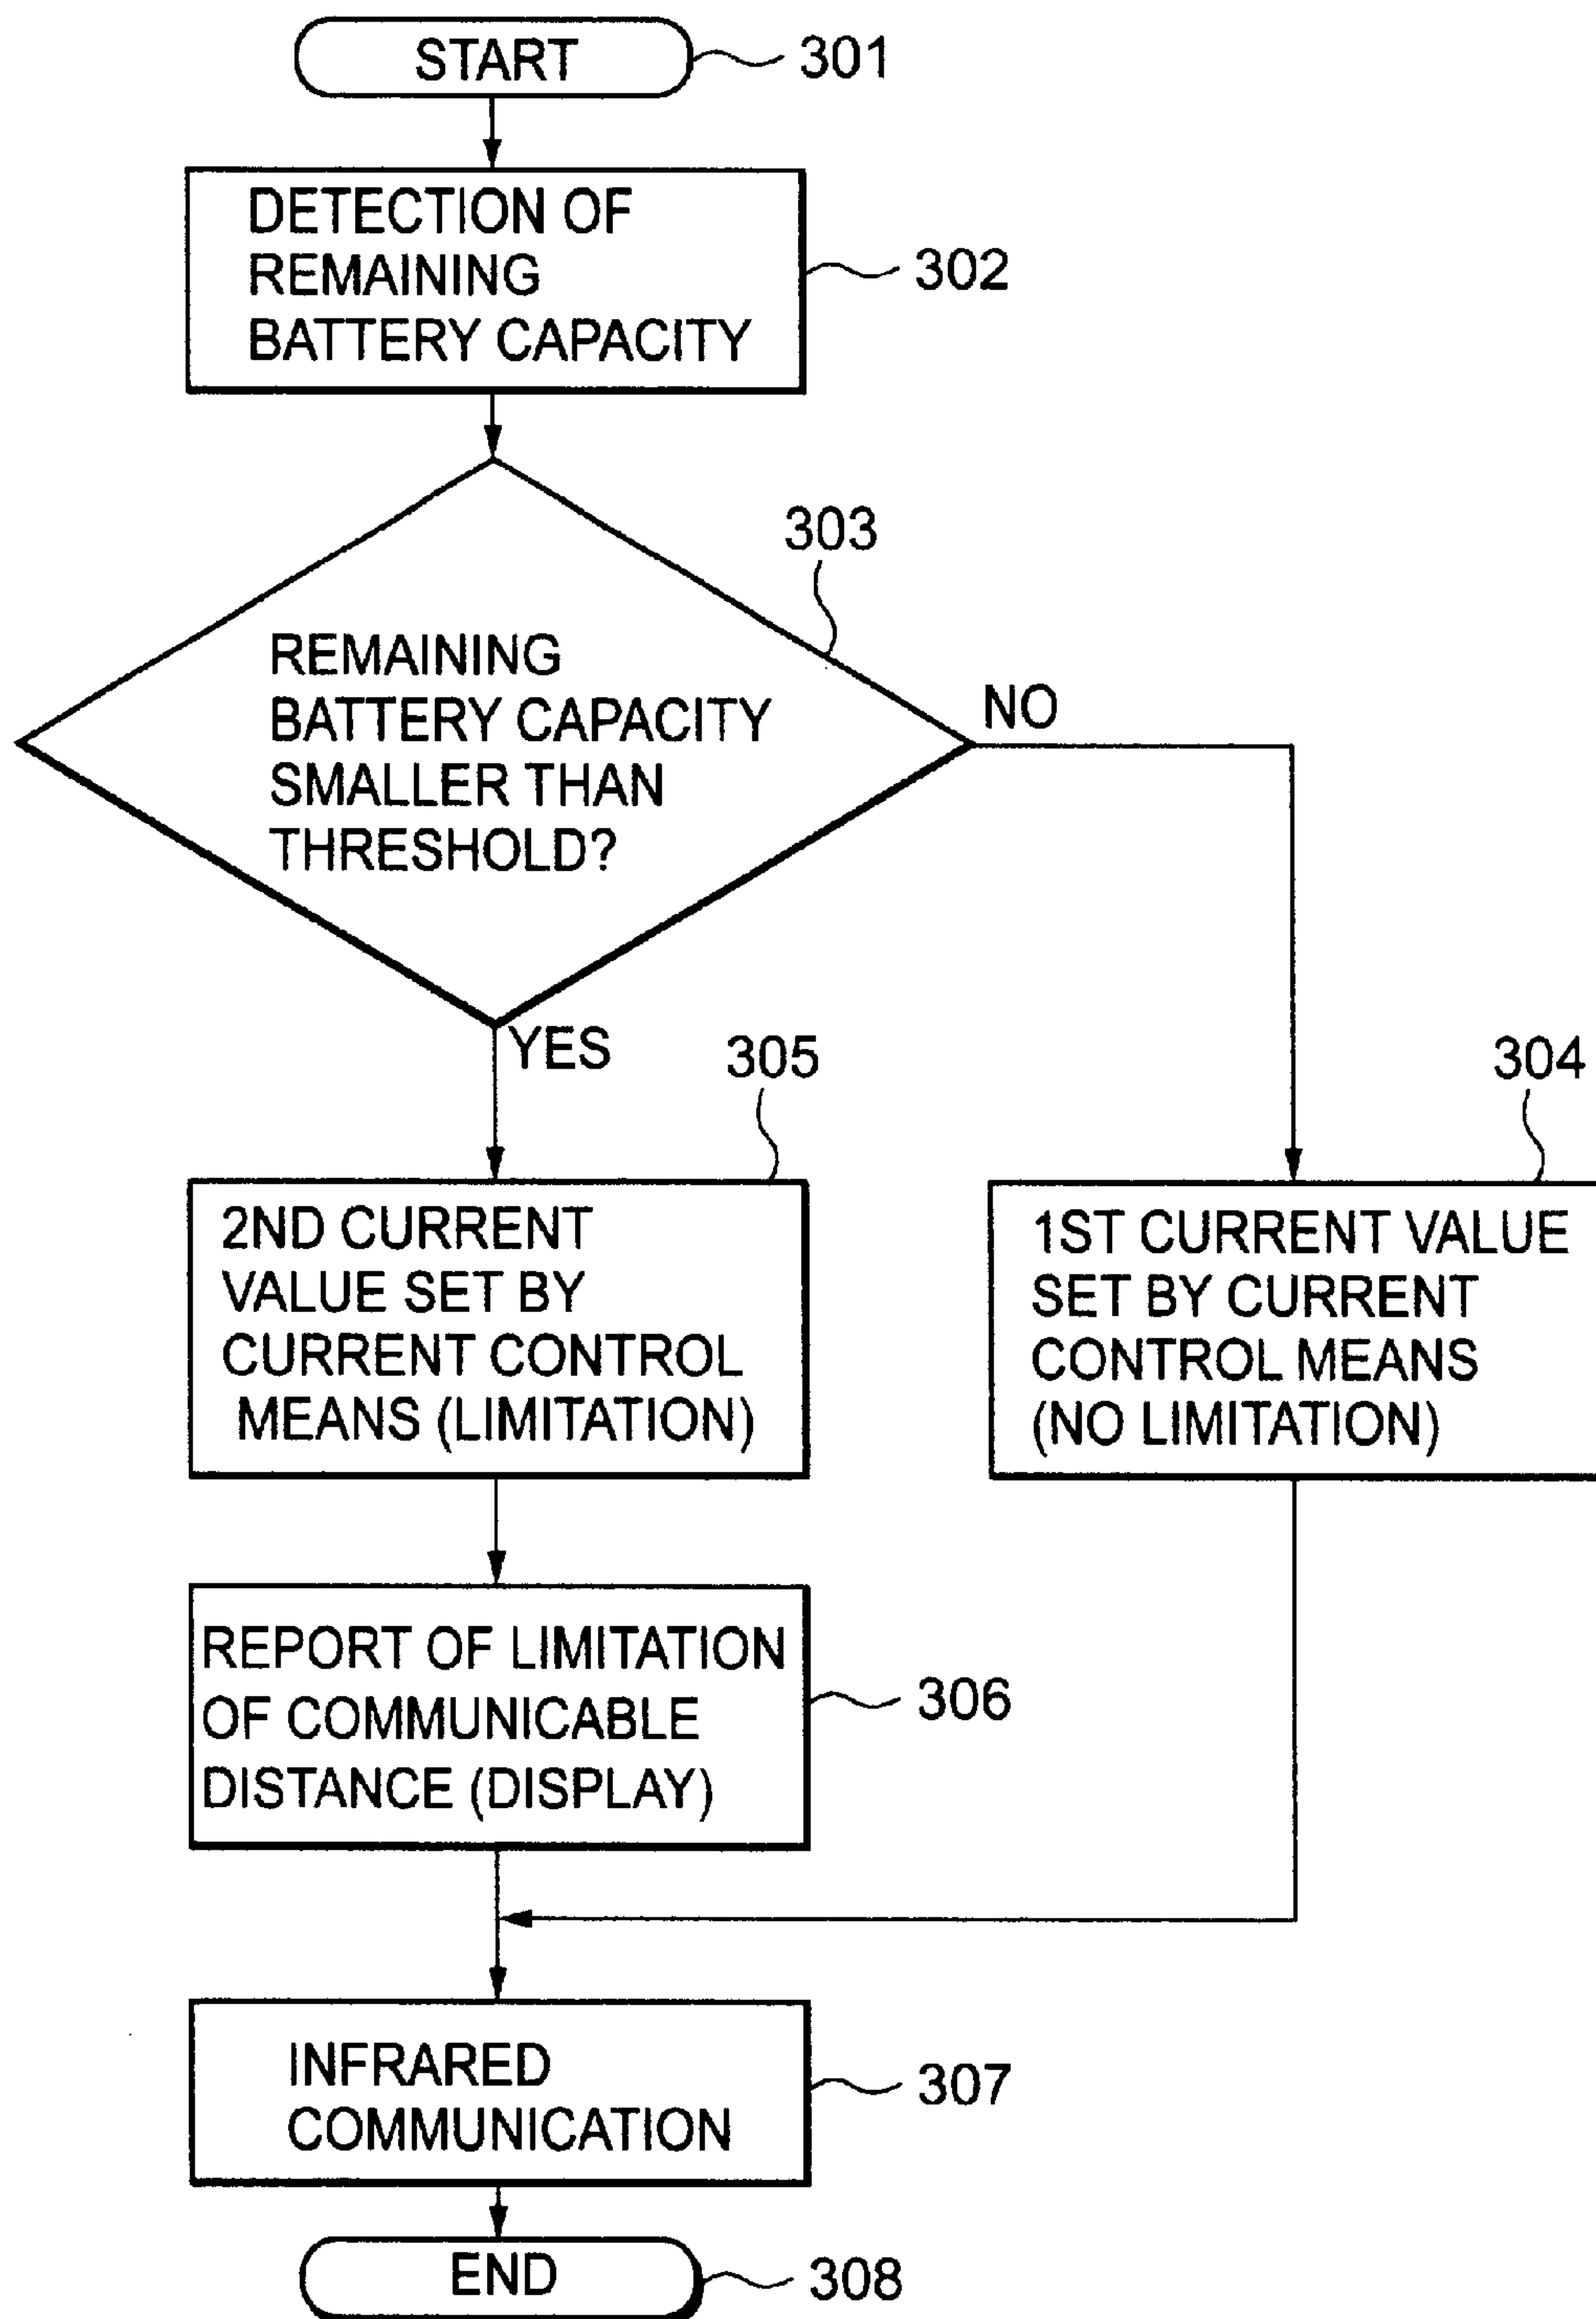 START
301
DETECTION OF
REMAINING
BATTERY CAPACITY
302
303
REMAINING
BATTERY CAPACITY
SMALLER THAN
THRESHOLD?
NO
YES
305
2ND CURRENT
VALUE SET BY
CURRENT CONTROL
MEANS (LIMITATION)
304
1ST CURRENT VALUE
SET BY CURRENT
CONTROL MEANS
(NO LIMITATION)
REPORT OF LIMITATION
OF COMMUNICABLE
DISTANCE (DISPLAY)
306
INFRARED
COMMUNICATION
307
END
308